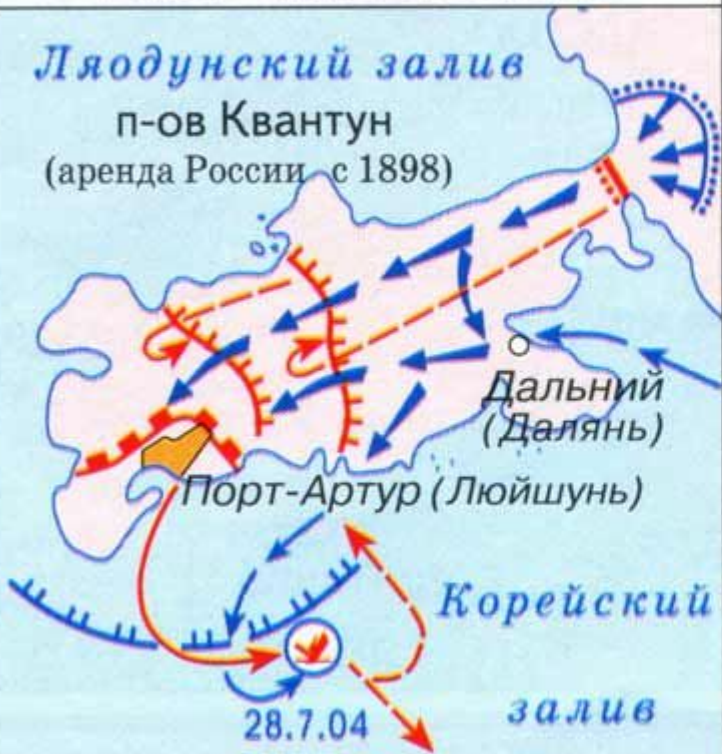 Ляодунский залив
п-ов Квантун
(аренда России с 1898)
Дальний
(Далянь)
Порт-Артур (Люйшунь)
Корейский
залив
28.7.04